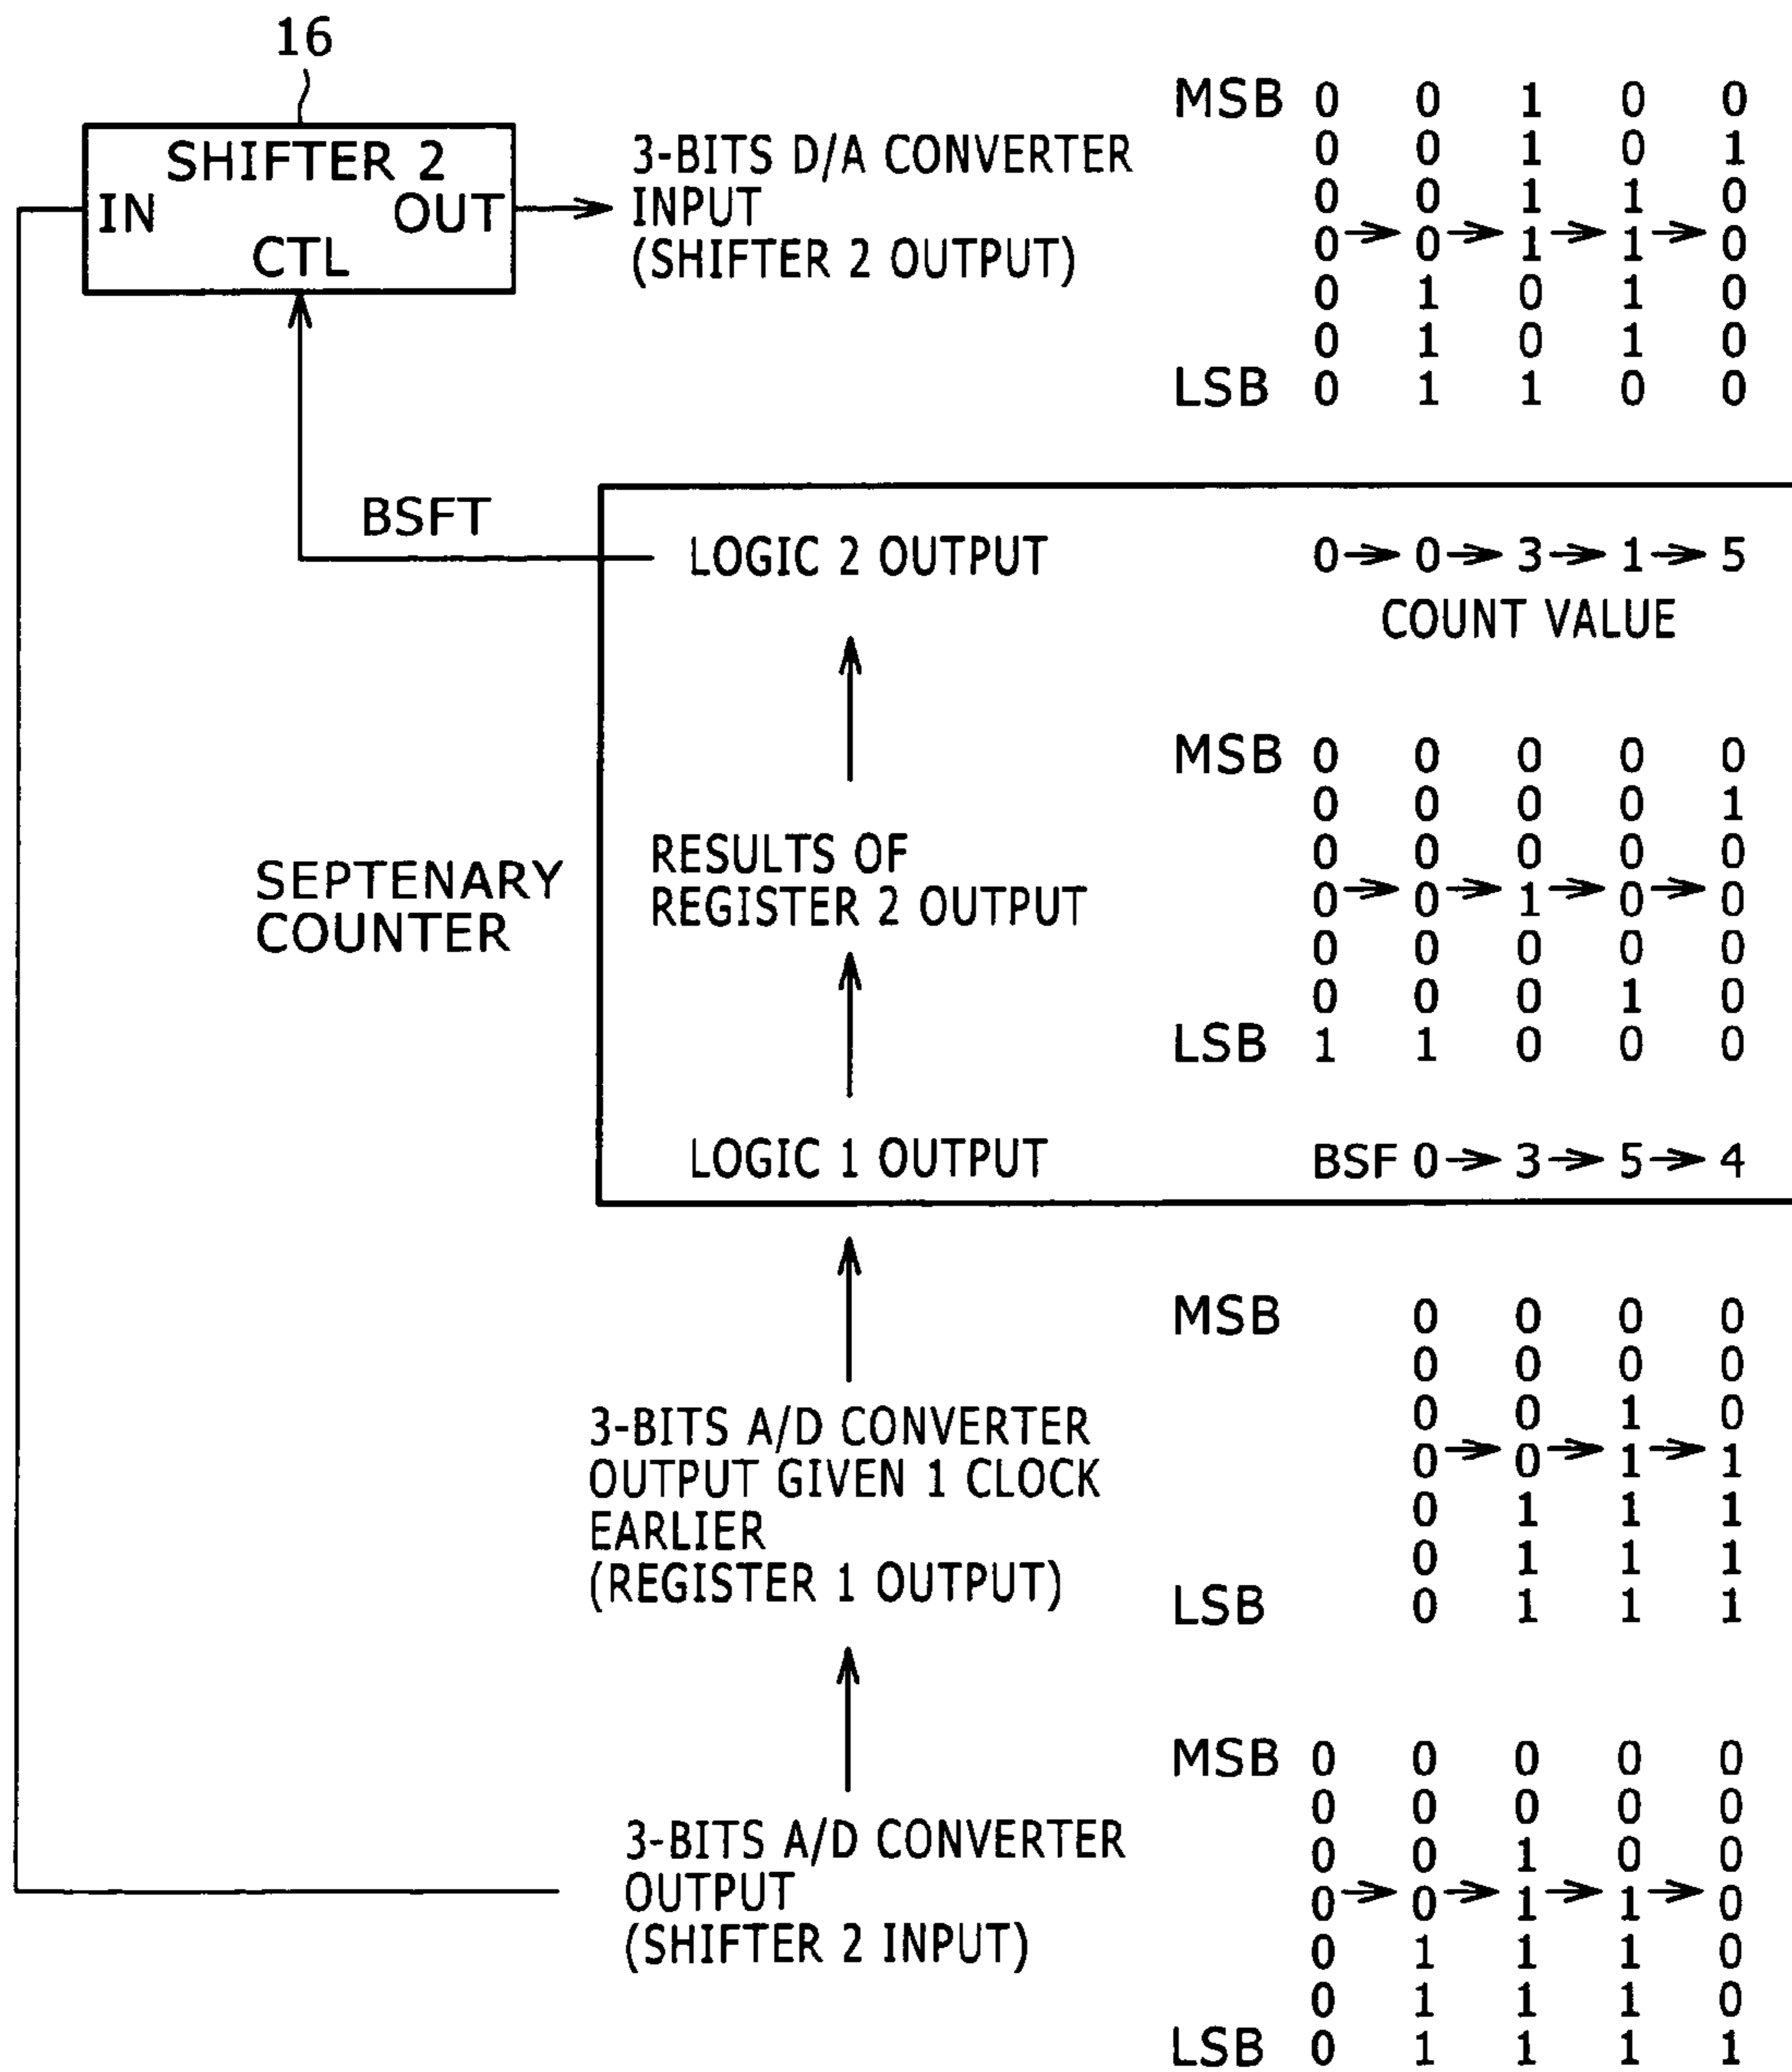 16
SHIFTER 2
IN OUT
CTL
3-BITS D/A CONVERTER
INPUT
(SHIFTER 2 OUTPUT)
MSB 0 0 1 0 0
0 0 1 0 1
0 0 1 1 0
0 → 0 → 1 → 1 → 0
0 1 0 1 0
0 1 0 1 0
LSB 0 1 1 0 0
BSFT
LOGIC 2 OUTPUT
0 → 0 → 3 → 1 → 5
COUNT VALUE
SEPTENARY
COUNTER
RESULTS OF
REGISTER 2 OUTPUT
MSB 0 0 0 0 0
0 0 0 0 1
0 0 0 0 0
0 → 0 → 1 → 0 → 0
0 0 0 0 0
0 0 0 1 0
LSB 1 1 0 0 0
LOGIC 1 OUTPUT
BSF 0 → 3 → 5 → 4
3-BITS A/D CONVERTER
OUTPUT GIVEN 1 CLOCK
EARLIER
(REGISTER 1 OUTPUT)
MSB 0 0 0 0
0 0 0 0
0 0 1 0
0 → 0 → 1 → 1
0 1 1 1
0 1 1 1
LSB 0 1 1 1
3-BITS A/D CONVERTER
OUTPUT
(SHIFTER 2 INPUT)
MSB 0 0 0 0 0
0 0 0 0 0
0 0 1 0 0
0 → 0 → 1 → 1 → 0
0 1 1 1 0
0 1 1 1 0
LSB 0 1 1 1 1